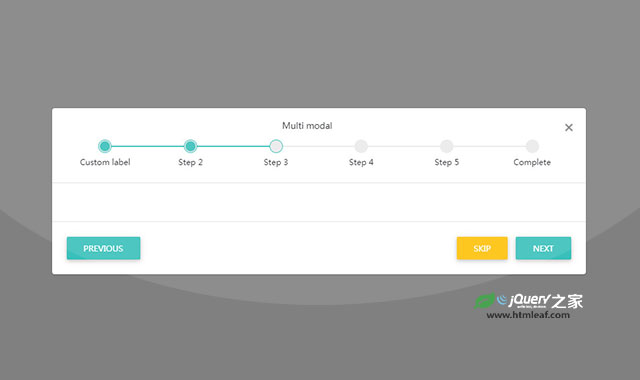 Multi modal
×
Custom label
Step 2
Step 3
Step 4
Step 5
Complete
PREVIOUS
SKIP
NEXT
jQuery之家
www.htmleaf.com